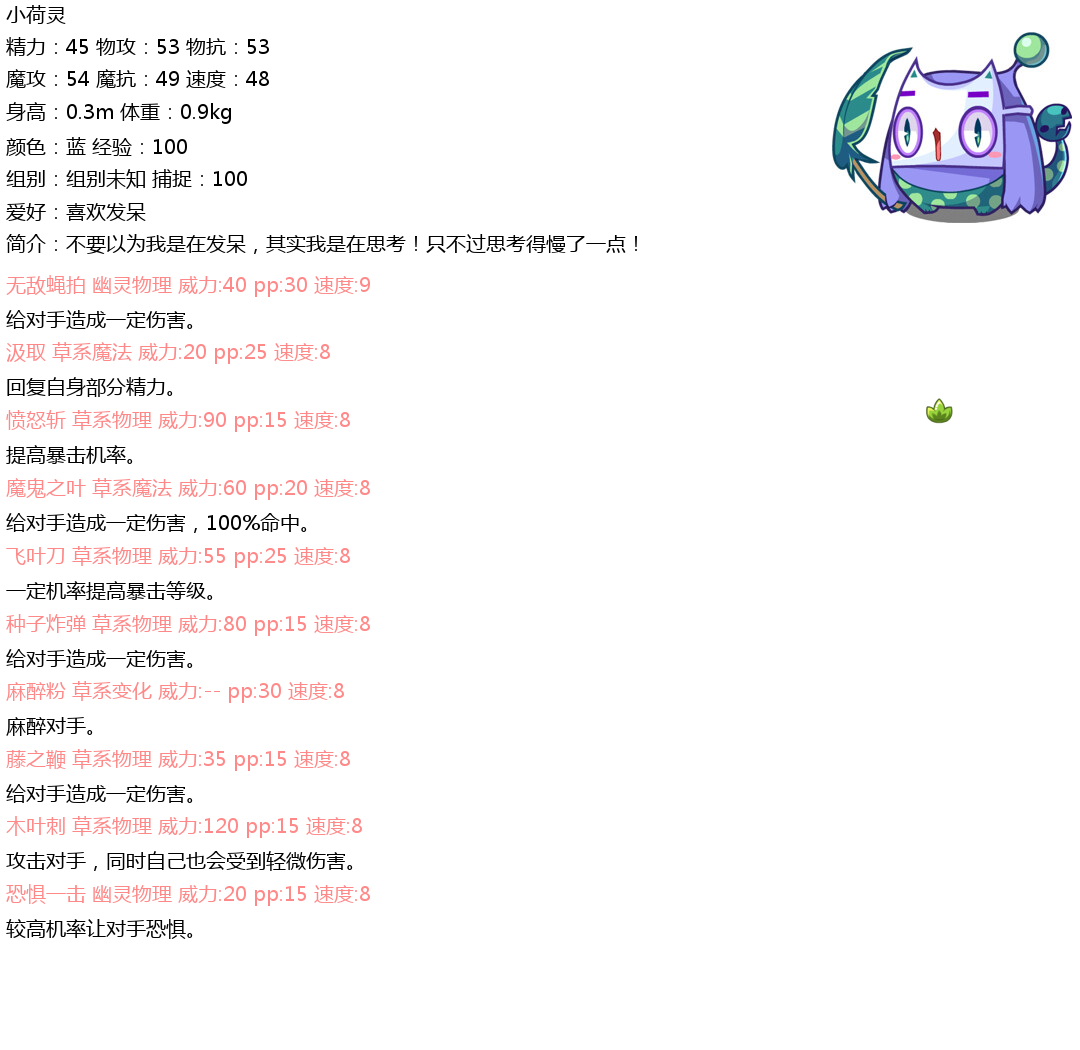 小荷灵
精力：45 物攻：53 物抗：53
魔攻：54 魔抗：49 速度：48
身高：0.3m 体重：0.9kg
颜色：蓝 经验：100
组别：组别未知 捕捉：100
爱好：喜欢发呆
简介：不要以为我是在发呆，其实我是在思考！只不过思考得慢了一点！
无敌蝇拍 幽灵物理 威力:40 pp:30 速度:9
给对手造成一定伤害。
汲取 草系魔法 威力:20 pp:25 速度:8
回复自身部分精力。
愤怒斩 草系物理 威力:90 pp:15 速度:8
提高暴击机率。
魔鬼之叶 草系魔法 威力:60 pp:20 速度:8
给对手造成一定伤害，100%命中。
飞叶刀 草系物理 威力:55 pp:25 速度:8
一定机率提高暴击等级。
种子炸弹 草系物理 威力:80 pp:15 速度:8
给对手造成一定伤害。
麻醉粉 草系变化 威力:-- pp:30 速度:8
麻醉对手。
藤之鞭 草系物理 威力:35 pp:15 速度:8
给对手造成一定伤害。
木叶刺 草系物理 威力:120 pp:15 速度:8
攻击对手，同时自己也会受到轻微伤害。
恐惧一击 幽灵物理 威力:20 pp:15 速度:8
较高机率让对手恐惧。